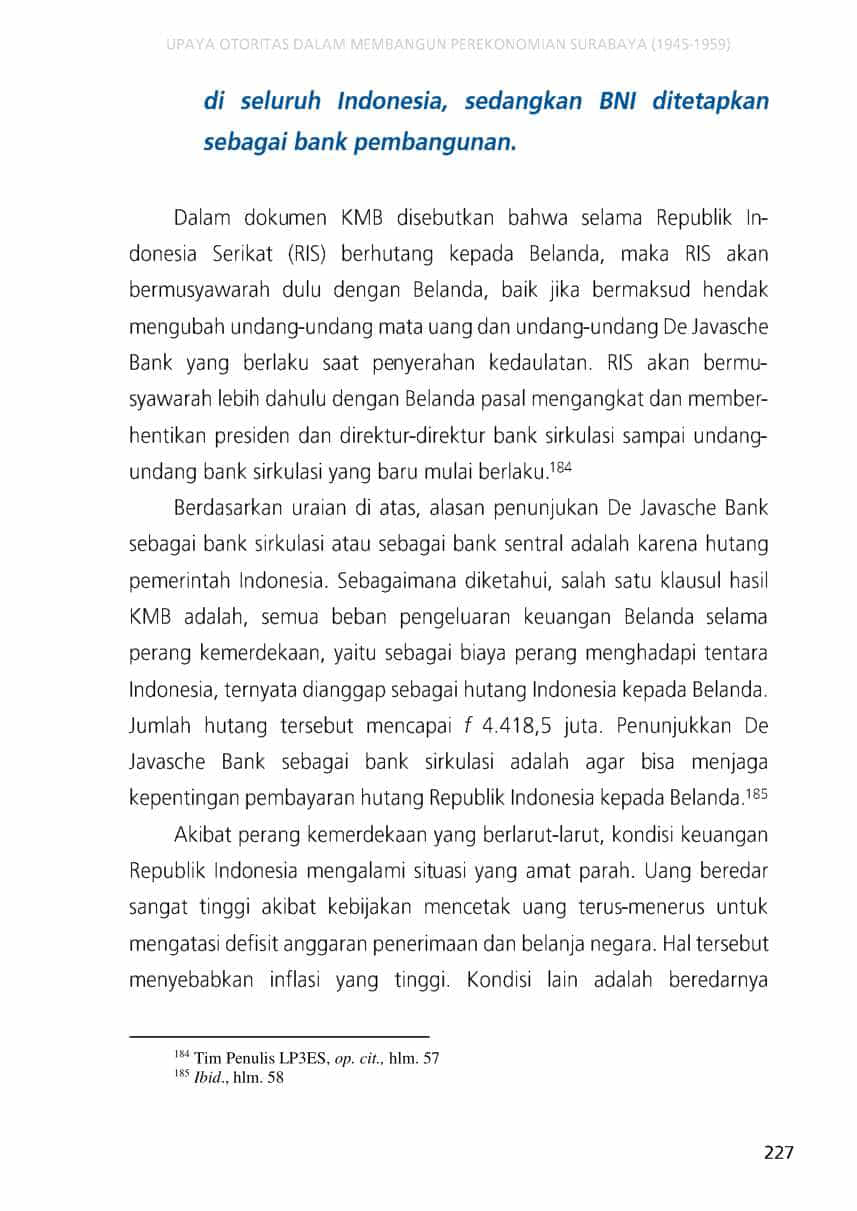 UPAYA OTORITAS DALAM MEMBANGUN PEREKONOMIAN SURABAYA (1945-1959)
di seluruh Indonesia, sedangkan BNI ditetapkan
sebagai bank pembangunan.
Dalam dokumen KMB disebutkan bahwa selama Republik In-
donesia Serikat (RIS) berhutang kepada Belanda, maka RIS akan
bermusyawarah dulu dengan Belanda, baik jika bermaksud hendak
mengubah undang-undang mata uang dan undang-undang De Javasche
Bank yang berlaku saat penyerahan kedaulatan. RIS akan bermu-
syawarah lebih dahulu dengan Belanda pasal mengangkat dan member-
hentikan presiden dan direktur-direktur bank sirkulasi sampai undang-
undang bank sirkulasi yang baru mulai berlaku.184
Berdasarkan uraian di atas, alasan penunjukan De Javasche Bank
sebagai bank sirkulasi atau sebagai bank sentral adalah karena hutang
pemerintah Indonesia. Sebagaimana diketahui, salah satu klausul hasil
KMB adalah, semua beban pengeluaran keuangan Belanda selama
perang kemerdekaan, yaitu sebagai biaya perang menghadapi tentara
Indonesia, ternyata dianggap sebagai hutang Indonesia kepada Belanda.
Jumlah hutang tersebut mencapai f 4.418,5 juta. Penunjukkan De
Javasche Bank sebagai bank sirkulasi adalah agar bisa menjaga
kepentingan pembayaran hutang Republik Indonesia kepada Belanda.185
Akibat perang kemerdekaan yang berlarut-larut, kondisi keuangan
Republik Indonesia mengalami situasi yang amat parah. Uang beredar
sangat tinggi akibat kebijakan mencetak uang terus-menerus untuk
mengatasi defisit anggaran penerimaan dan belanja negara. Hal tersebut
menyebabkan inflasi yang tinggi. Kondisi lain adalah beredarnya
184 Tim Penulis LP3ES, op. cit., hlm. 57
185 Ibid., hlm. 58
227